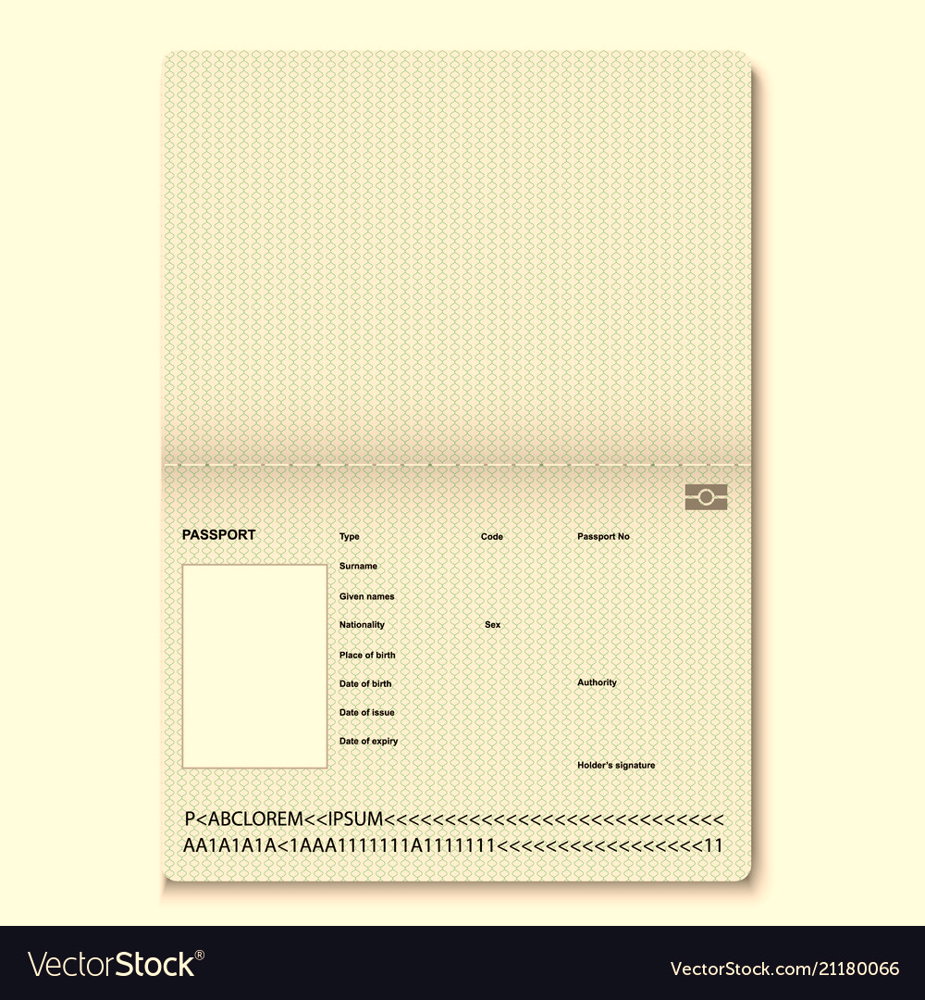 PASSPORT Type Code Passport No
Surname
Given names
Nationality Sex
Place of birth
Date of birth Authority
Date of issue
Date of expiry
Holder's signature
P<ABCLOREM<<IPSUM<<<<<<<<<<<<<<<<<<<<<<<<<<<<
AA1A1A1A<1AAA1111111A1111111<<<<<<<<<<<<<<<<<11
VectorStock® VectorStock.com/21180066